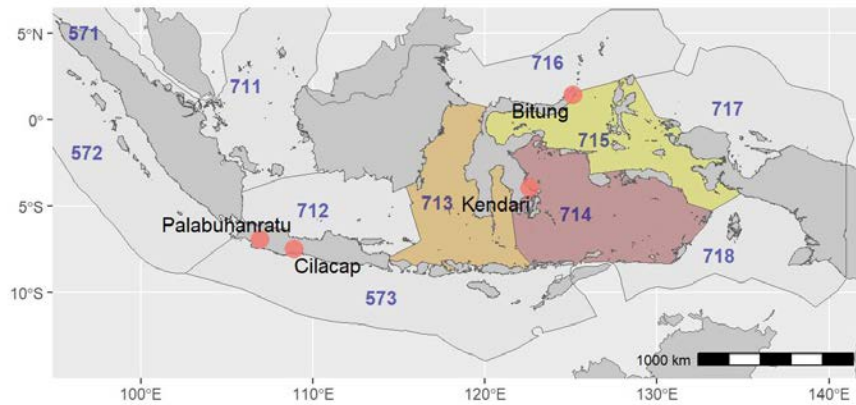 5°N
571
716
711
717
Bitung
0°
715
572
5°S
712
713
Kendari
714
Palabuhanratu
718
Cilacap
573
10°S
1000 km
100°E
110°E
120°E
130°E
140°E